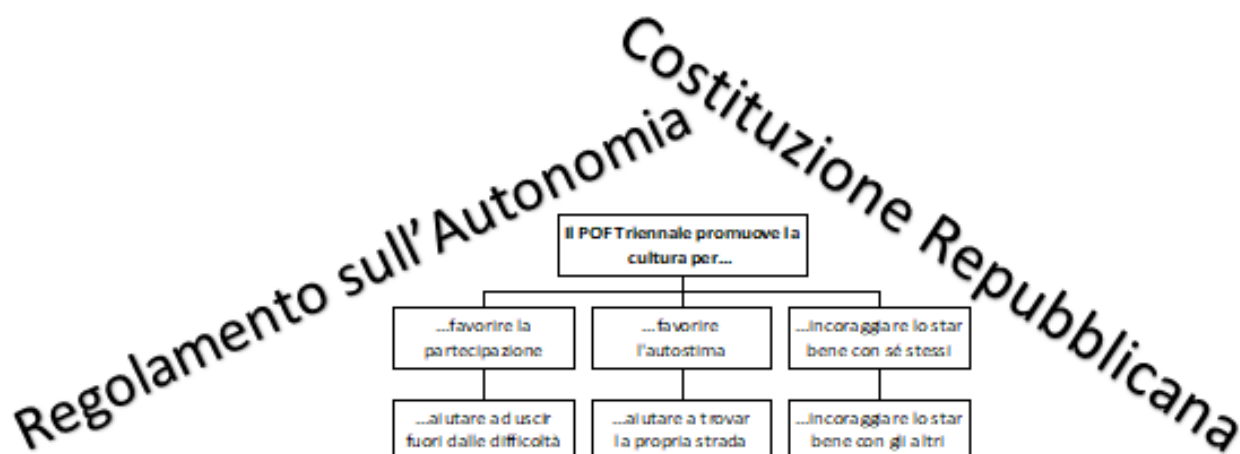 Regolamento sull'Autonomia
Costituzione Repubblicana
Il POF Triennale promuove la
cultura per...
...favorire la
partecipazione
...favorire
l'autostima
...incoraggiare lo star
bene con sé stessi
...aiutare ad uscir
fuori dalle difficoltà
...aiutare a trovar
la propria strada
...incoraggiare lo star
bene con gli altri